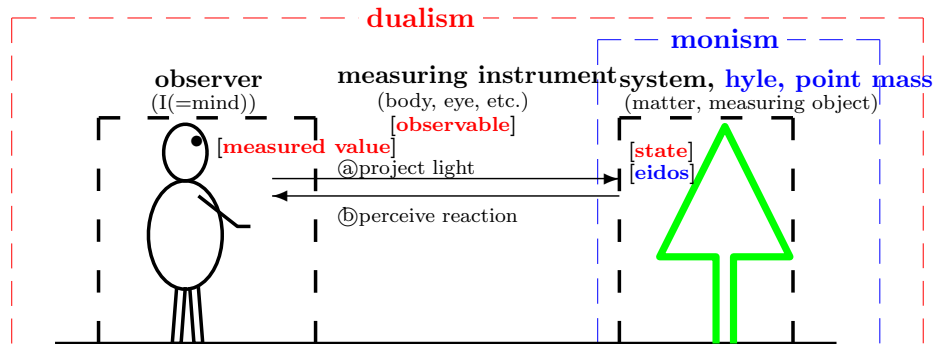 dualism
monism
observer
(I(=mind))
measuring instrument
(body, eye, etc.)
[observable]
system, hyle, point mass
(matter, measuring object)
[measured value]
ⓐproject light
[state]
[eidos]
ⓑperceive reaction